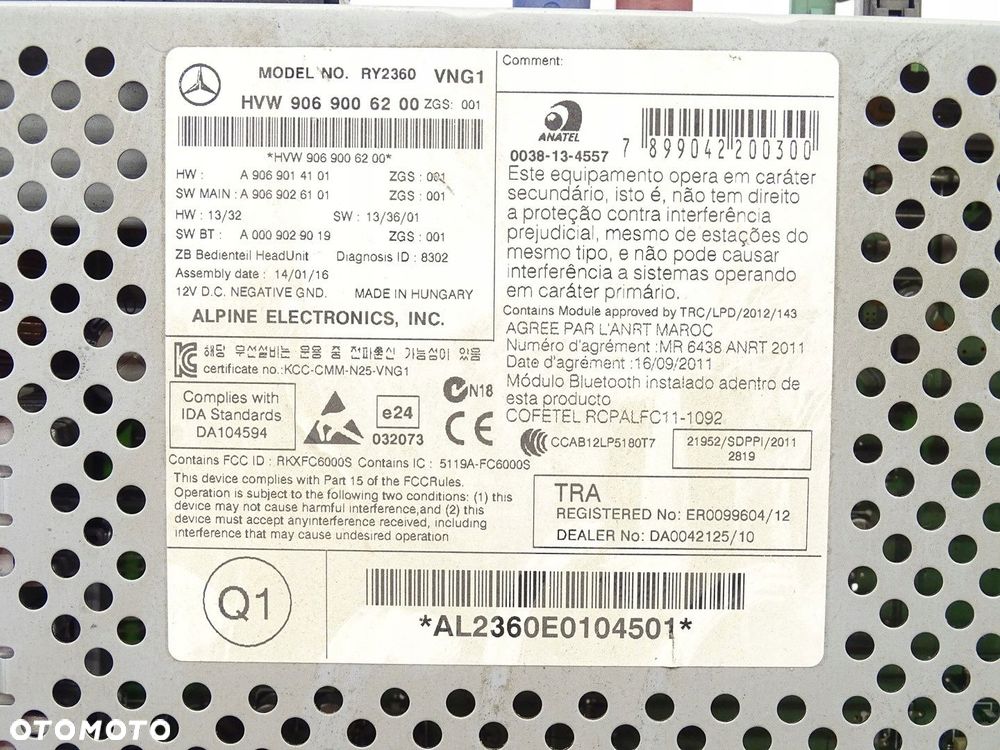 MODEL NO. RY2360 VNG1
HVW 906 900 62 00 ZGS: 001
*HVW 906 900 62 00*
HW : A 906 901 41 01 ZGS : 001
SW MAIN : A 906 902 61 01 ZGS : 001
HW : 13/32 SW : 13/36/01
SW BT : A 000 902 90 19 ZGS : 001
ZB Bedienteil HeadUnit Diagnosis ID : 8302
Assembly date : 14/01/16
12V D.C. NEGATIVE GND. MADE IN HUNGARY
ALPINE ELECTRONICS, INC.
해당 무선설비는 운용 중 전파혼신 가능성이 있음
certificate no.:KCC-CMM-N25-VNG1
Complies with
IDA Standards
DA104594
e24
032073
N18
CE
Contains FCC ID : RKXFC6000S Contains IC : 5119A-FC6000S
This device complies with Part 15 of the FCCRules.
Operation is subject to the following two conditions: (1) this
device may not cause harmful interference,and (2) this
device must accept anyinterference received, including
interference that may cause undesired operation
Comment:
ANATEL
0038-13-4557
7 899042 200300
Este equipamento opera em caráter
secundário, isto é, não tem direito
a proteção contra interferência
prejudicial, mesmo de estações do
mesmo tipo, e não pode causar
interferência a sistemas operando
em caráter primário.
Contains Module approved by TRC/LPD/2012/143
AGREE PAR L'ANRT MAROC
Numéro d'agrément :MR 6438 ANRT 2011
Date d'agrément :16/09/2011
Módulo Bluetooth instalado adentro de
esta producto
COFETEL RCPALFC11-1092
CCAB12LP5180T7
21952/SDPPI/2011
2819
TRA
REGISTERED No: ER0099604/12
DEALER No: DA0042125/10
Q1
*AL2360E0104501*
OTOMOTO